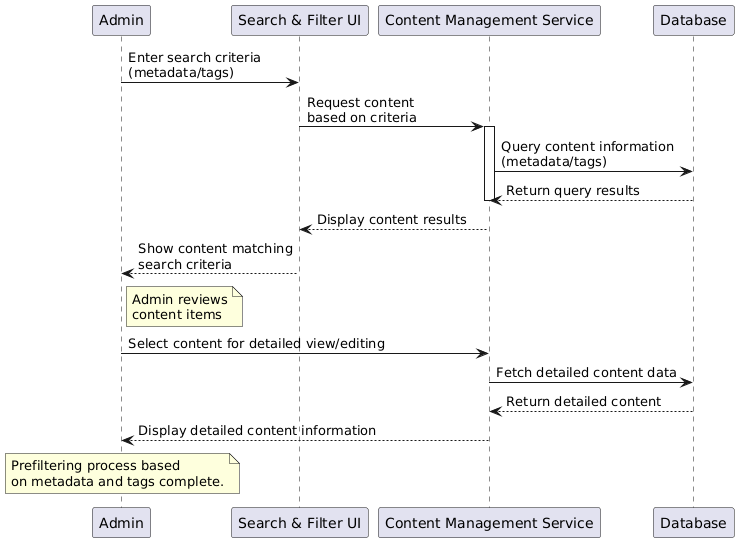 Admin
Search & Filter UI
Content Management Service
Database
Enter search criteria
(metadata/tags)
Request content
based on criteria
Query content information
(metadata/tags)
Return query results
Display content results
Show content matching
search criteria
Admin reviews
content items
Select content for detailed view/editing
Fetch detailed content data
Return detailed content
Display detailed content information
Prefiltering process based
on metadata and tags complete.
Admin
Search & Filter UI
Content Management Service
Database